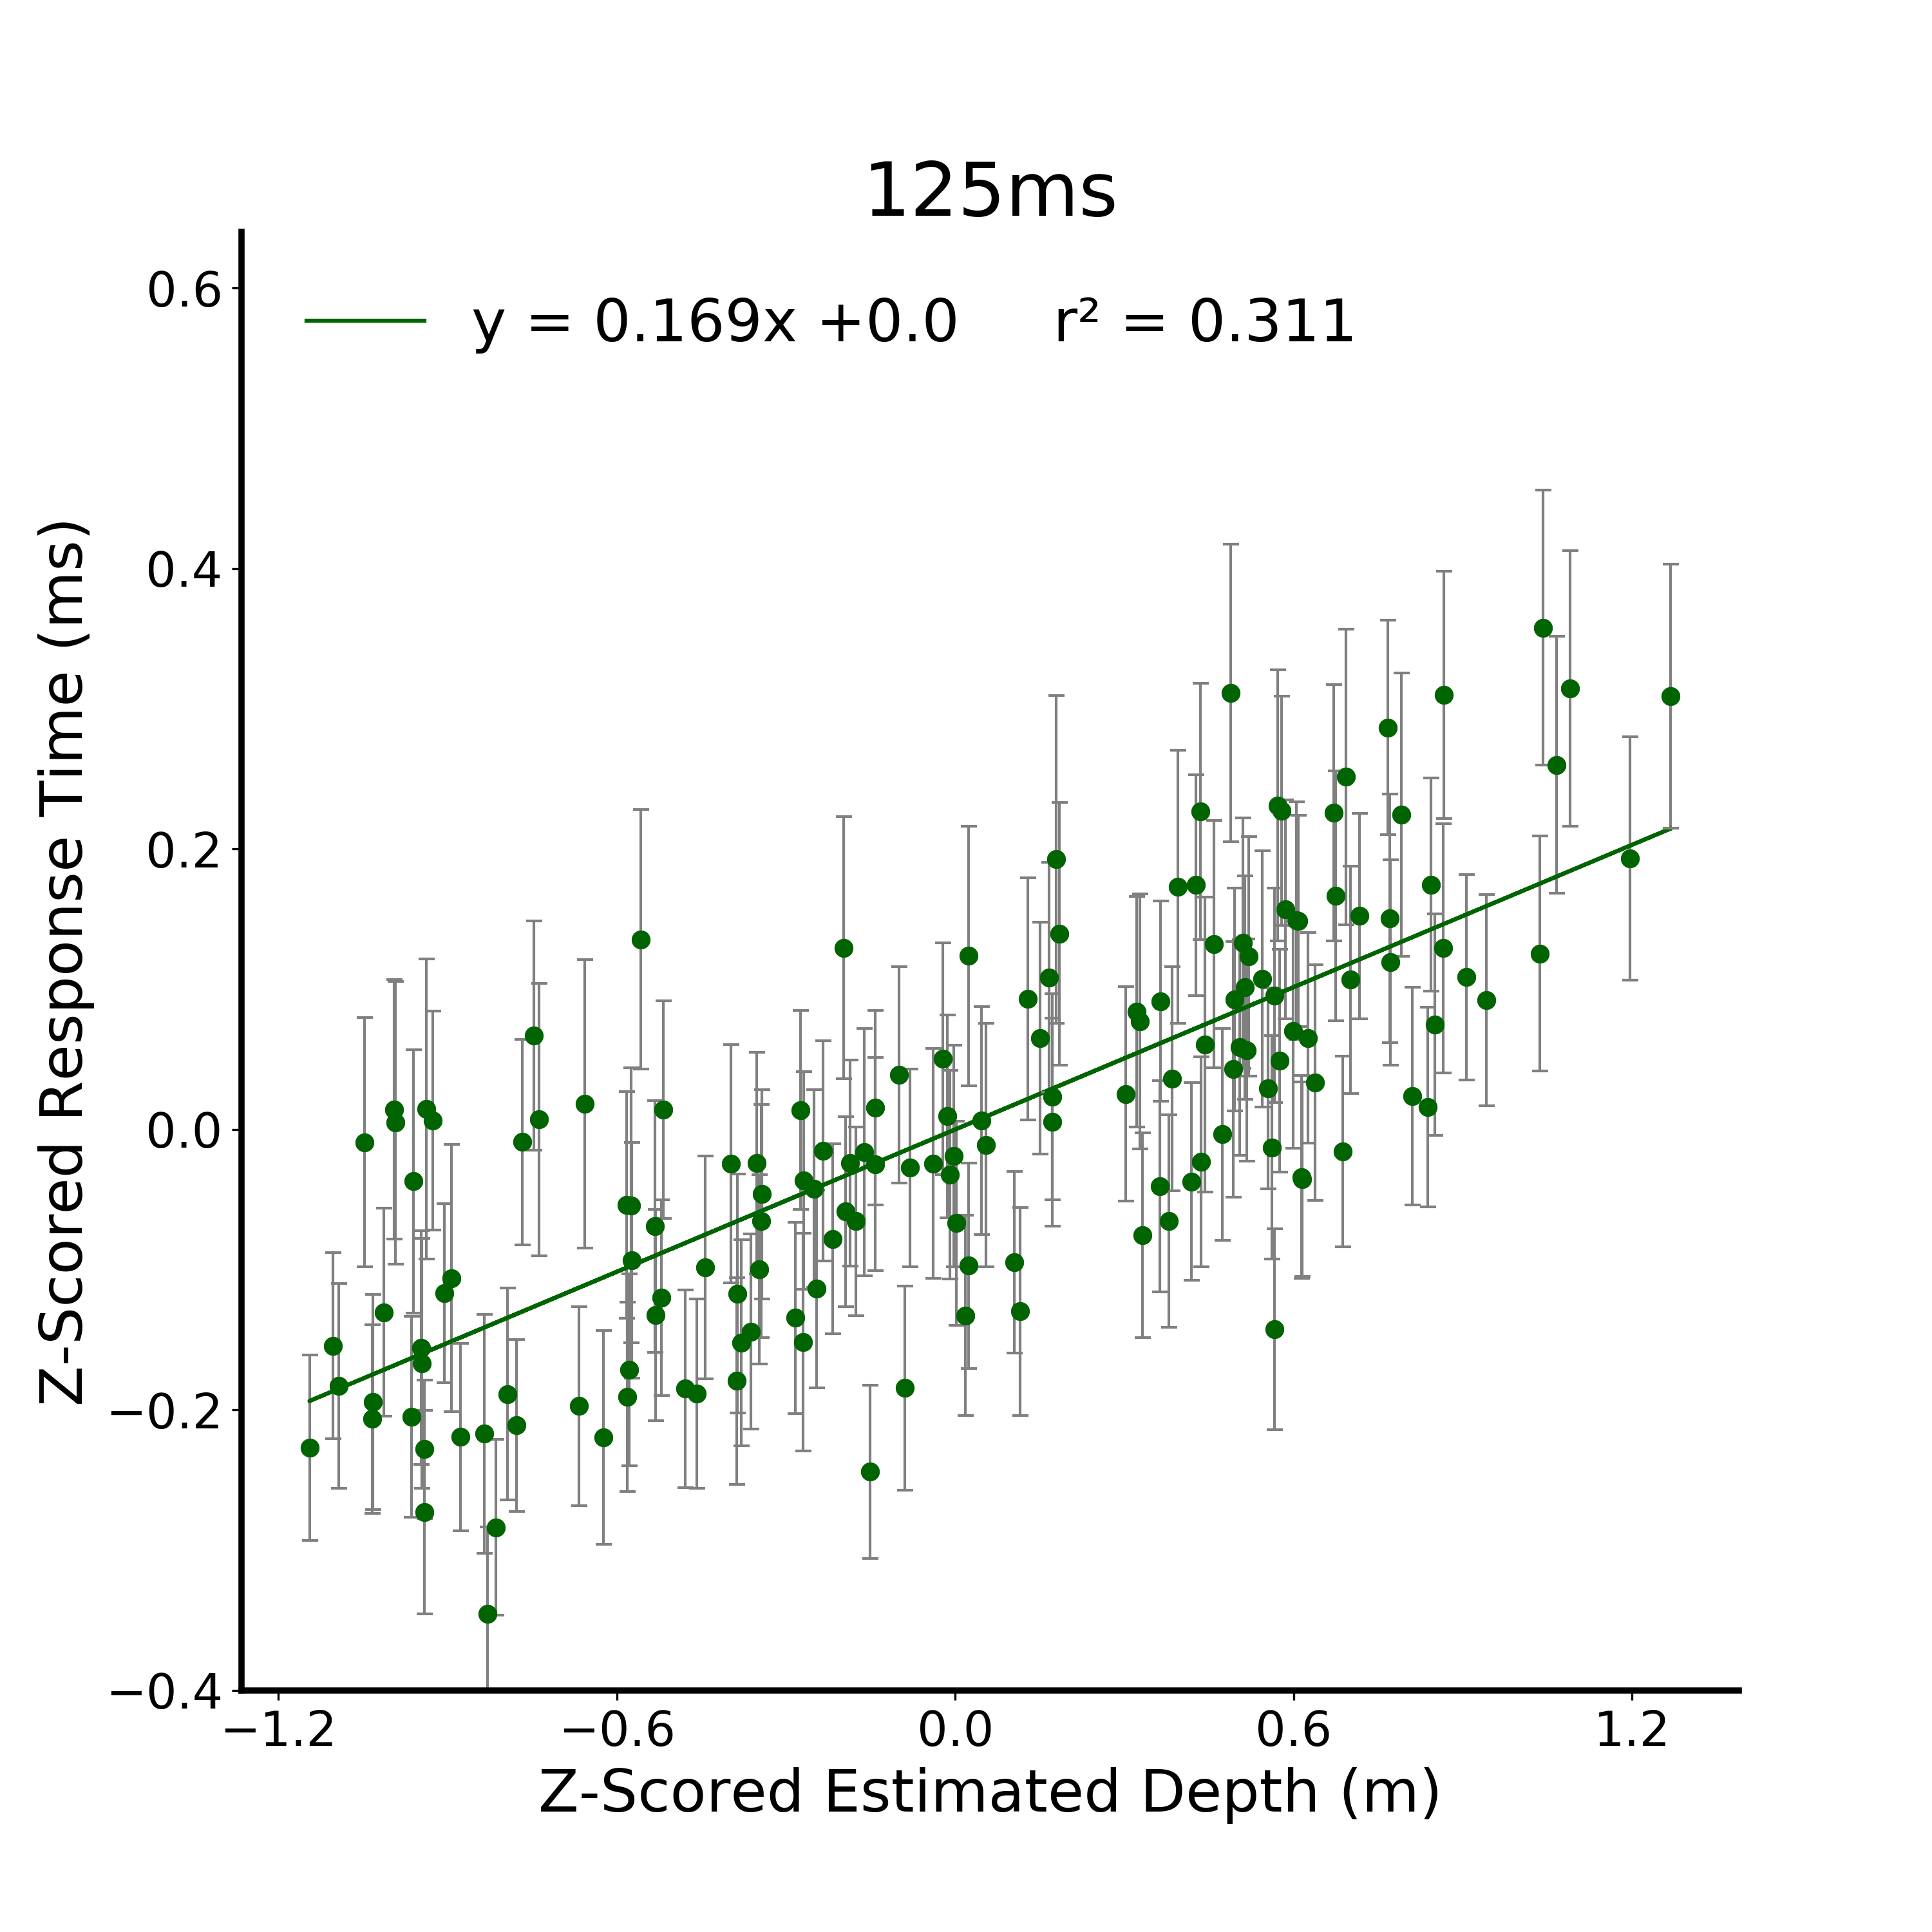 125ms
0.6
y = 0.169x +0.0 r² = 0.311
0.4
0.2
0.0
−0.2
−0.4
Z-Scored Response Time (ms)
−1.2 −0.6 0.0 0.6 1.2
Z-Scored Estimated Depth (m)